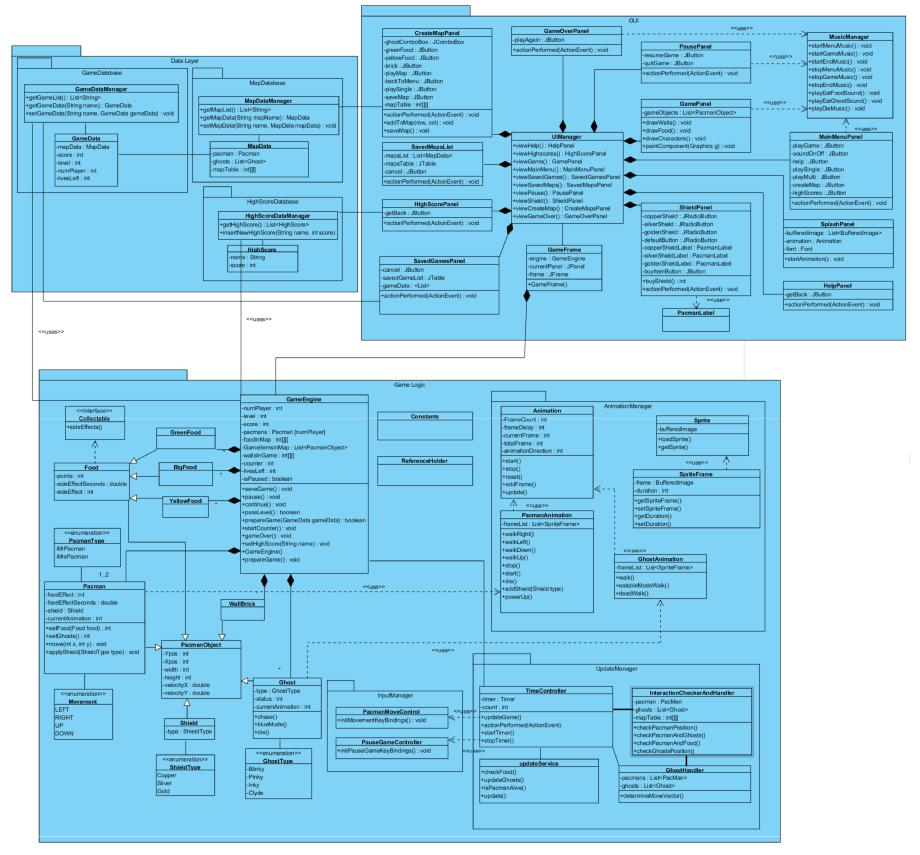 GUI
CreateMapPanel
-ghostComboBox : JComboBox
-greenFood : JButton
-yellowFood : JButton
-brick : JButton
-playMap : JButton
-backToMenu : JButton
-playSingle : JButton
-saveMap : JButton
-mapTable : int[][]
+actionPerformed(ActionEvent) : void
+addToMap(row, col) : void
+saveMap() : void
GameOverPanel
-playAgain : JButton
+actionPerformed(ActionEvent) : void
<<use>>
PausePanel
-resumeGame : JButton
-quitGame : JButton
+actionPerformed(ActionEvent) : void
<<use>>
MusicManager
+startMenuMusic() : void
+startGameMusic() : void
+startEndMusic() : void
+stopMenuMusic() : void
+stopGameMusic() : void
+stopEndMusic() : void
+playEatFoodSound() : void
+playEatGhostSound() : void
+playDieMusic() : void
<<use>>
GamePanel
-gameObjects : List<PacmanObject>
+drawWalls() : void
+drawFood() : void
+drawCharacters() : void
+paintComponent(Graphics g) : void
MainMenuPanel
-playGame : JButton
-soundOnOff : JButton
-help : JButton
-playSingle : JButton
-playMulti : JButton
-createMap : JButton
-highScores : JButton
+actionPerformed(ActionEvent) : void
UIManager
+viewHelp() : HelpPanel
+viewHighscores() : HighScorePanel
+viewGame() : GamePanel
+viewMainMenu() : MainMenuPanel
+viewSavedGames() : SavedGamesPanel
+viewSavedMap() : SavedMapsPanel
+viewPause() : PausePanel
+viewShield() : ShieldPanel
+viewCreateMap() : CreateMapsPanel
+viewGameOver() : GameOverPanel
SavedMapsList
-mapsList : List<MapData>
-mapsTable : JTable
-cancel : JButton
+actionPerformed(ActionEvent) : void
HighScorePanel
-getBack : JButton
+actionPerformed(ActionEvent) : void
SavedGamesPanel
-cancel : JButton
-savedGameList : JTable
-gameData : <List>
+actionPerformed(ActionEvent) : void
GameFrame
-engine : GameEngine
-currentPanel : JPanel
-frame : JFrame
+GameFrame()
ShieldPanel
-copperShield : JRadioButton
-silverShield : JRadioButton
-goldenShield : JRadioButton
-defaultButton : JRadioButton
-copperShieldLabel : PacmanLabel
-silverShieldLabel : PacmanLabel
-goldenShieldLabel : PacmanLabel
-buyItemButton : JButton
+buyShield() : int
+actionPerformed(ActionEvent) : void
<<use>>
PacmanLabel
SplashPanel
-bufferedImage : List<BufferedImage>
-animation : Animation
-font : Font
+startAnimation() : void
HelpPanel
-getBack : JButton
+actionPerformed(ActionEvent) : void
Data Layer
GameDatabase
GameDataManager
+getGameList() : List<String>
+getGameData(String name) : GameData
+setGameData(String name, GameData gameData) : void
GameData
-mapData : MapData
-score : int
-level : int
-numPlayer : int
-livesLeft : int
MapDatabase
MapDataManager
+getMapList() : List<String>
+getMapData(String mapName) : MapData
+setMapData(String name, MapData mapData) : void
MapData
-pacman : Pacman
-ghosts : List<Ghost>
-mapTable : int[][]
HighScoreDatabase
HighScoreDataManager
+getHighScore() : List<HighScore>
+insertNewHighScore(String name, int score)
HighScore
-name : String
-score : int
<<uses>>
<<uses>>
Game Logic
<<Interface>>
Collectable
+sideEffects()
GreenFood
BigFood
YellowFood
Food
-points : int
-sideEffectSeconds : double
-sideEffect : int
<<enumeration>>
PacmanType
-MrPacman
-MrsPacman
1..2
Pacman
-foodEffect : int
-foodEffectSeconds : double
-shield : Shield
-currentAnimation : int
+eatFood(Food food) : int
+eatGhosts() : int
+move(int x, int y) : void
+applyShield(ShieldType type) : void
<<enumeration>>
Movement
LEFT
RIGHT
UP
DOWN
GameEngine
-numPlayer : int
-level : int
-score : int
-pacmans : Pacman [numPlayer]
-foodInMap : int[][]
-GameItemsInMap : List<PacmanObject>
-wallsInGame : int[][]
-counter : int
-livesLeft : int
-isPaused : boolean
+saveGame() : void
+pause() : void
+continue() : void
+passLevel() : boolean
+prepareGame(GameData gameData) : boolean
+startCounter() : void
+gameOver() : void
+setHighScore(String name) : void
+GameEngine()
+prepareGame() : void
WallBrick
PacmanObject
-Ypos : int
-Xpos : int
-width : int
-height : int
-velocityX : double
-velocityY : double
Shield
-type : ShieldType
<<enumeration>>
ShieldType
Copper
Silver
Gold
Ghost
-type : GhostType
-status : int
-currentAnimation : int
+chase()
+blueMode()
+die()
<<enumeration>>
GhostType
-Blinky
-Pinky
-Inky
-Clyde
Constants
ReferenceHolder
<<use>>
AnimationManager
Animation
-FrameCount : int
-frameDelay : int
-currentFrame : int
-totalFrame : int
-animationDirection : int
+start()
+stop()
+reset()
+addFrame()
+update()
<<use>>
PacmanAnimation
-frameList : List<SpriteFrame>
+walkRight()
+walkLeft()
+walkDown()
+walkUp()
+stop()
+start()
+die()
+addShield(Shield type)
+powerUp()
Sprite
-bufferedImage
+loadSprite()
+getSprite()
<<use>>
SpriteFrame
-frame : BufferedImage
-duration : int
+getSpriteFrame()
+setSpriteFrame()
+getDuration()
+setDuration()
<<use>>
GhostAnimation
-frameList : List<SpriteFrame>
+walk()
+eatableModeWalk()
+deadWalk()
<<use>>
InputManager
PacmanMoveControl
+initMovementKeyBindings() : void
PauseGameController
+initPauseGameKeyBindings() : void
<<use>>
<<use>>
UpdateManager
TimeController
-timer : Timer
-count : int
+updateGame()
+actionPerformed(ActionEvent)
+startTimer()
+stopTimer()
updateService
+checkFood()
+updateGhosts()
+isPacmanAlive()
+update()
InteractionCheckerAndHandler
-pacman : PacMan
-ghosts : List<Ghost>
-mapTable : int[][]
+checkPacmanPosition()
+checkPacmanAndGhosts()
+checkPacmanAndFood()
+checkGhostsPosition()
GhostHandler
-pacmans : List<PacMan>
-ghosts : List<Ghost>
+determineMoveVector()